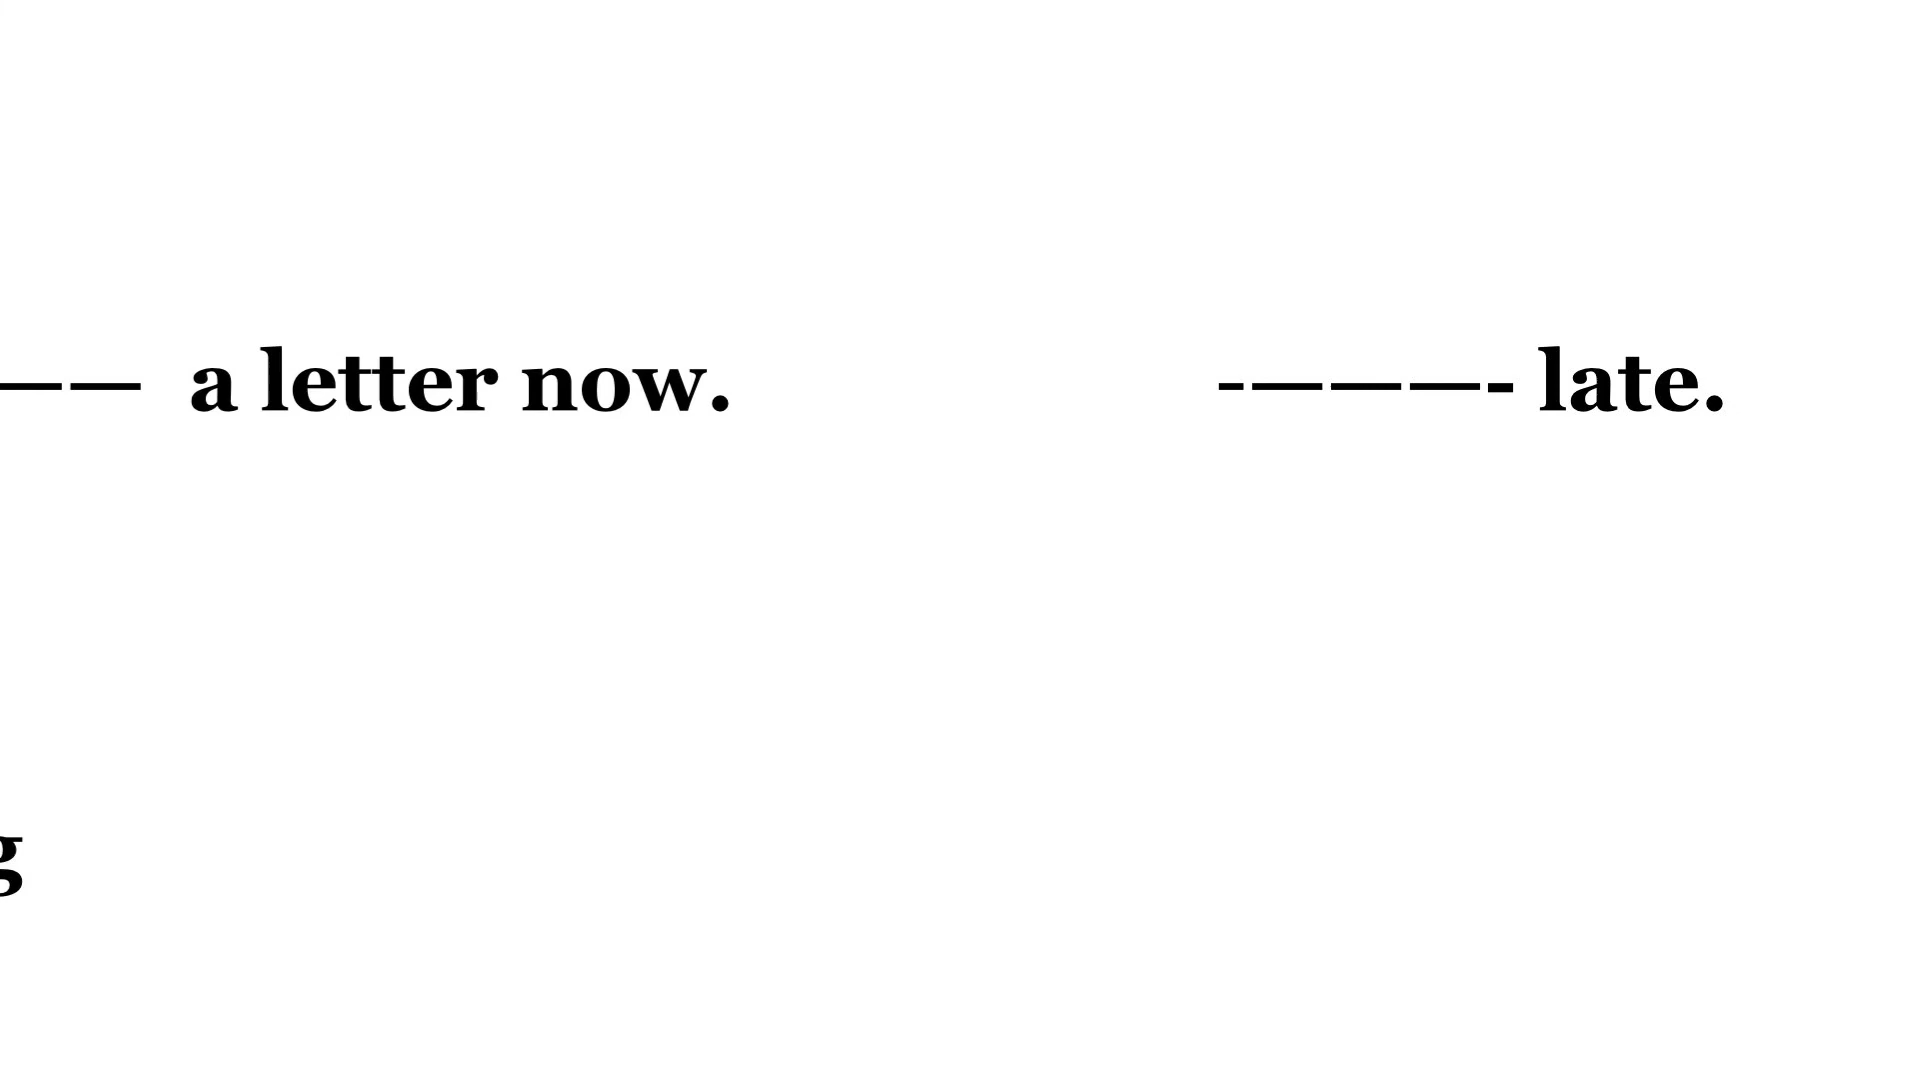 —— a letter now.
-———- late.
g